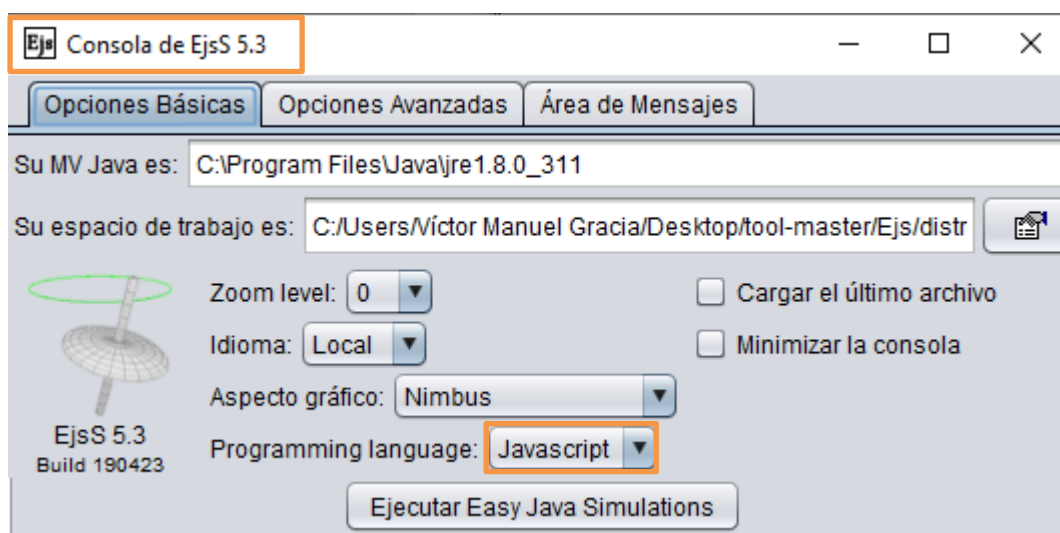 Ejs Consola de EjsS 5.3
Opciones Básicas Opciones Avanzadas Área de Mensajes
Su MV Java es: C:\Program Files\Java\jre1.8.0_311
Su espacio de trabajo es: C:/Users/Víctor Manuel Gracia/Desktop/tool-master/Ejs/distr
Zoom level: 0 Cargar el último archivo
Idioma: Local Minimizar la consola
Aspecto gráfico: Nimbus
EjsS 5.3
Build 190423
Programming language: Javascript
Ejecutar Easy Java Simulations